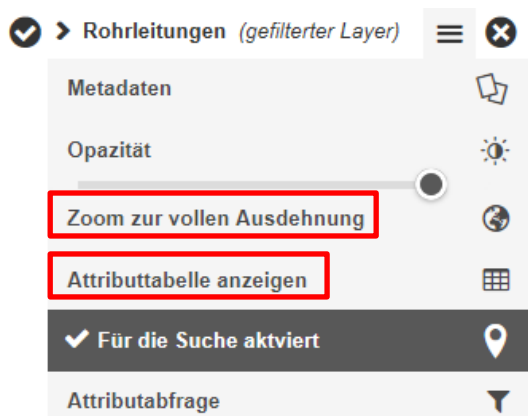 Rohrleitungen (gefilterter Layer)
Metadaten
Opazität
Zoom zur vollen Ausdehnung
Attributtabelle anzeigen
Für die Suche aktviert
Attributabfrage